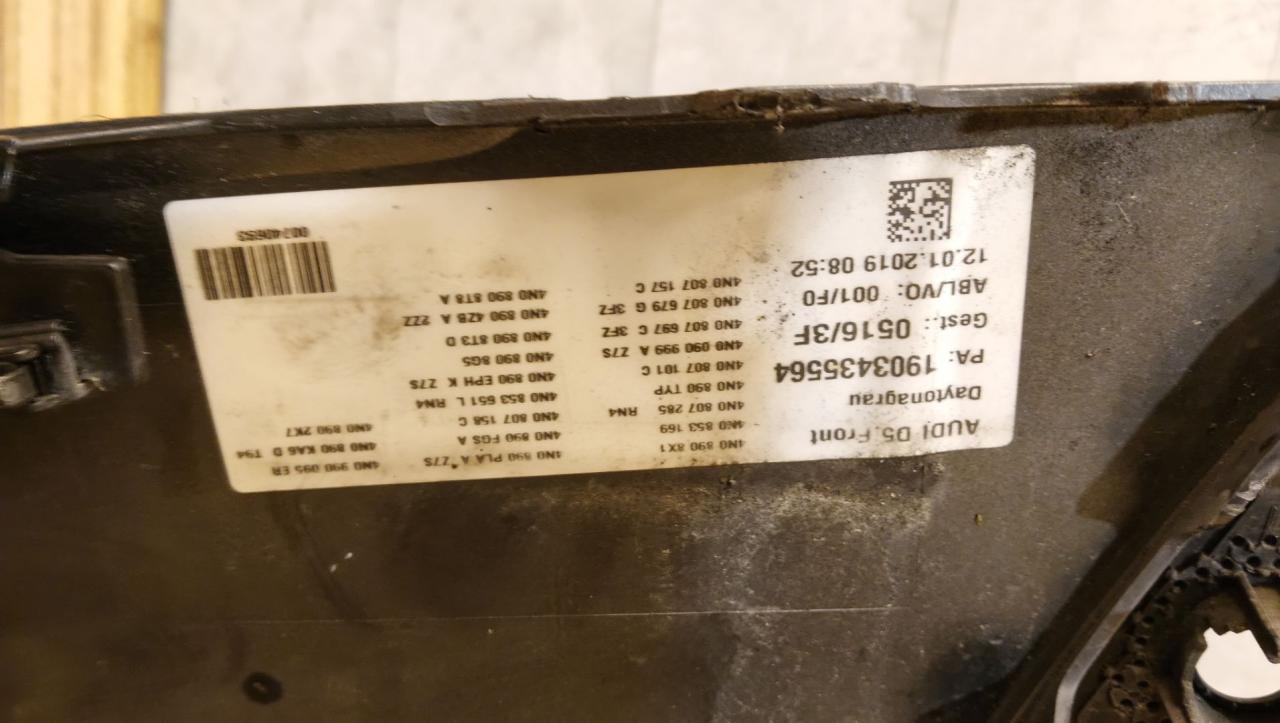 AUDI D5 Front
Daytonagrau
PA: 1903435564
Gest.: 0516/3F
ABL/VO: 001/F0
12.01.2019 08:52
4N0 890 8X1
4N0 853 169
4N0 807 285 RN4
4N0 890 TYP
4N0 807 101 C
4N0 090 999 A Z7S
4N0 807 697 C 3FZ
4N0 807 679 G 3FZ
4N0 807 157 C
4N0 890 PLA A Z7S
4N0 890 FGS A
4N0 807 158 C
4N0 853 651 L RN4
4N0 890 EPH K Z7S
4N0 890 8G5
4N0 890 8T3 D
4N0 890 4ZB A ZZZ
4N0 890 8T8 A
4N0 990 095 ER
4N0 890 KA6 D T94
4N0 890 2K7
00740693